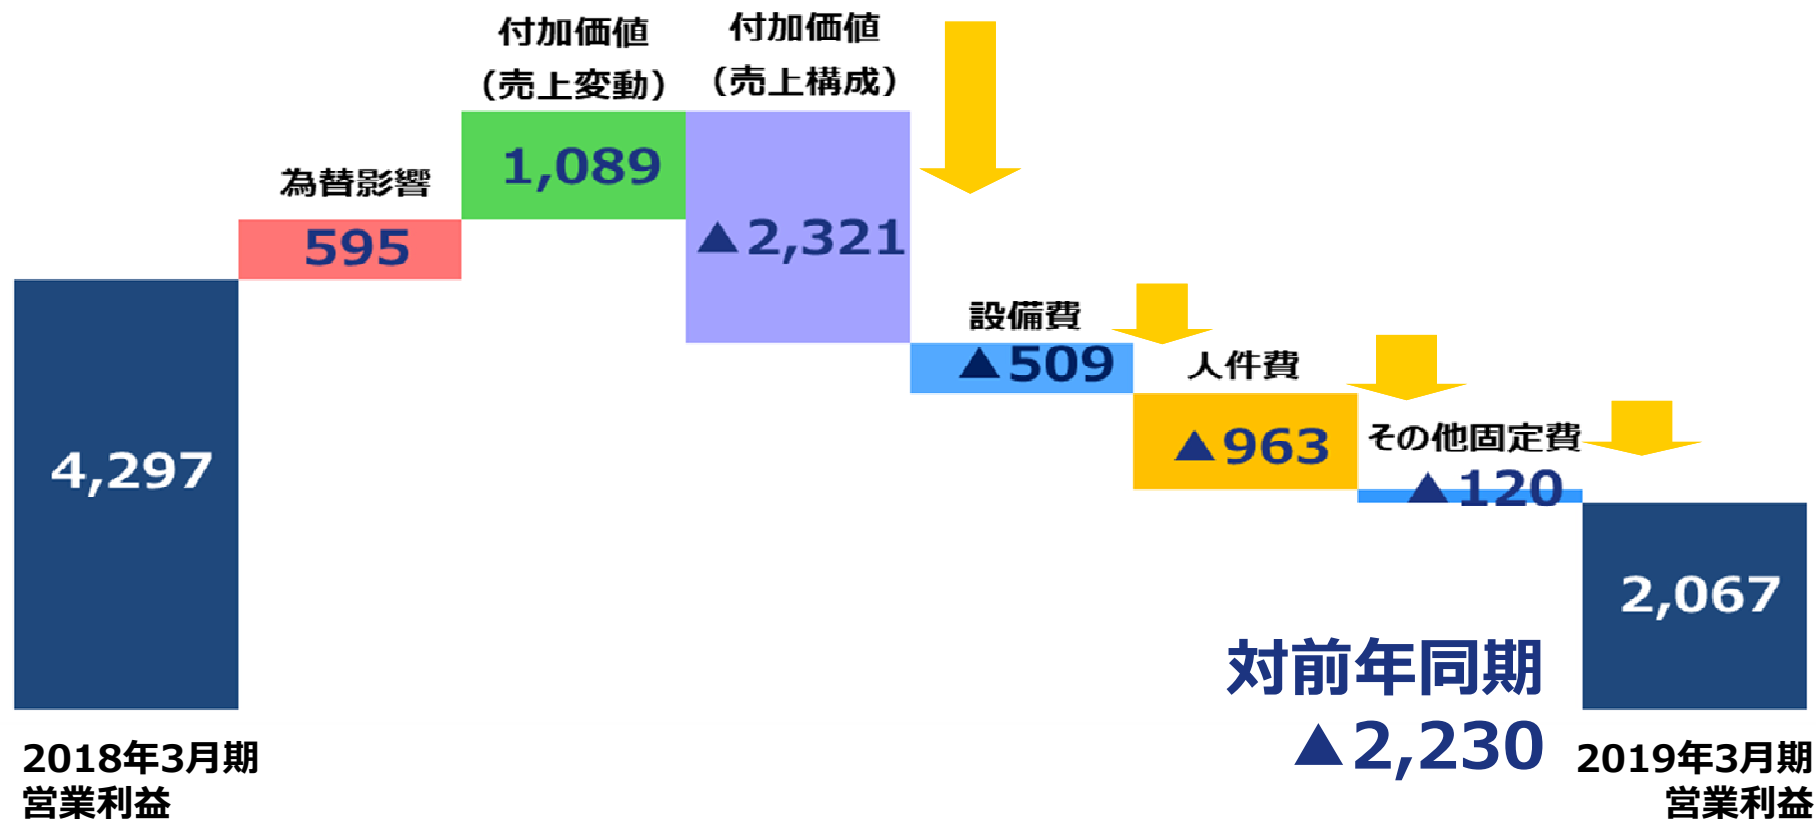 付加価値
（売上変動）
付加価値
（売上構成）
為替影響
595
1,089
▲2,321
設備費
▲509
人件費
▲963
その他固定費
▲120
4,297
2,067
対前年同期
▲2,230
2018年3月期
営業利益
2019年3月期
営業利益